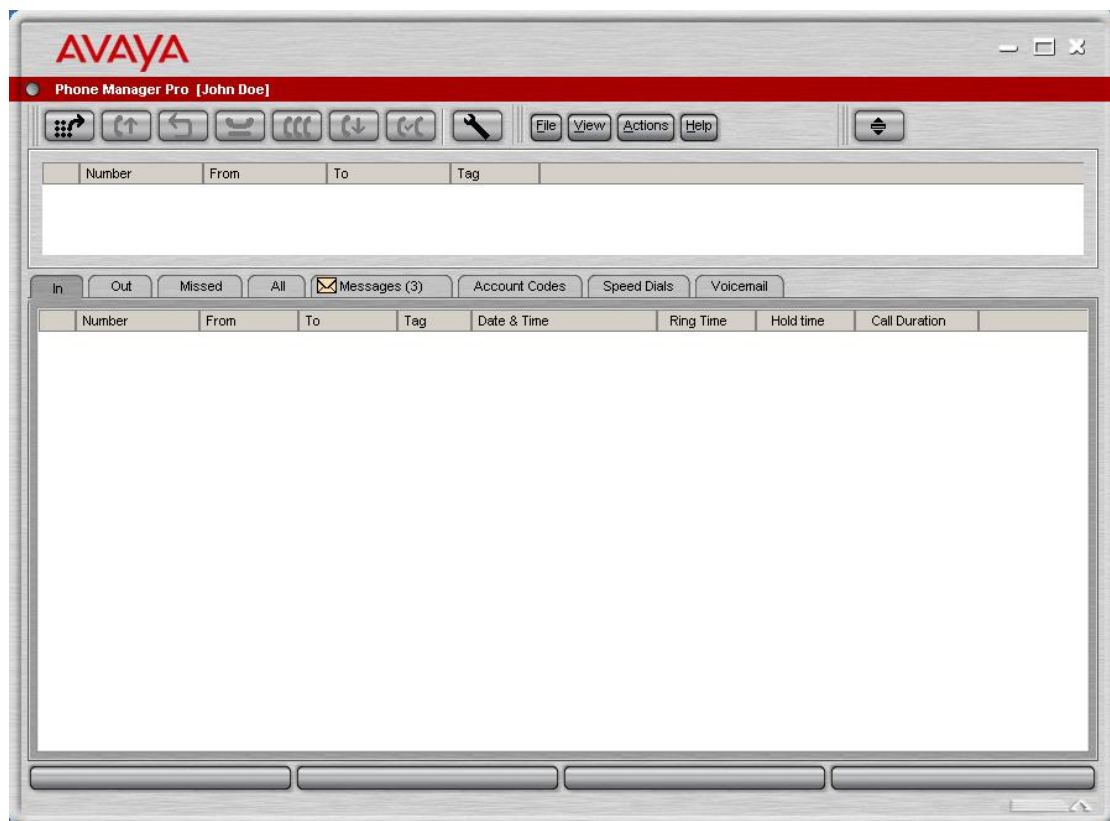 AVAYA
Phone Manager Pro [John Doe]
File View Actions Help
Number From To Tag
In Out Missed All Messages (3) Account Codes Speed Dials Voicemail
Number From To Tag Date & Time Ring Time Hold time Call Duration